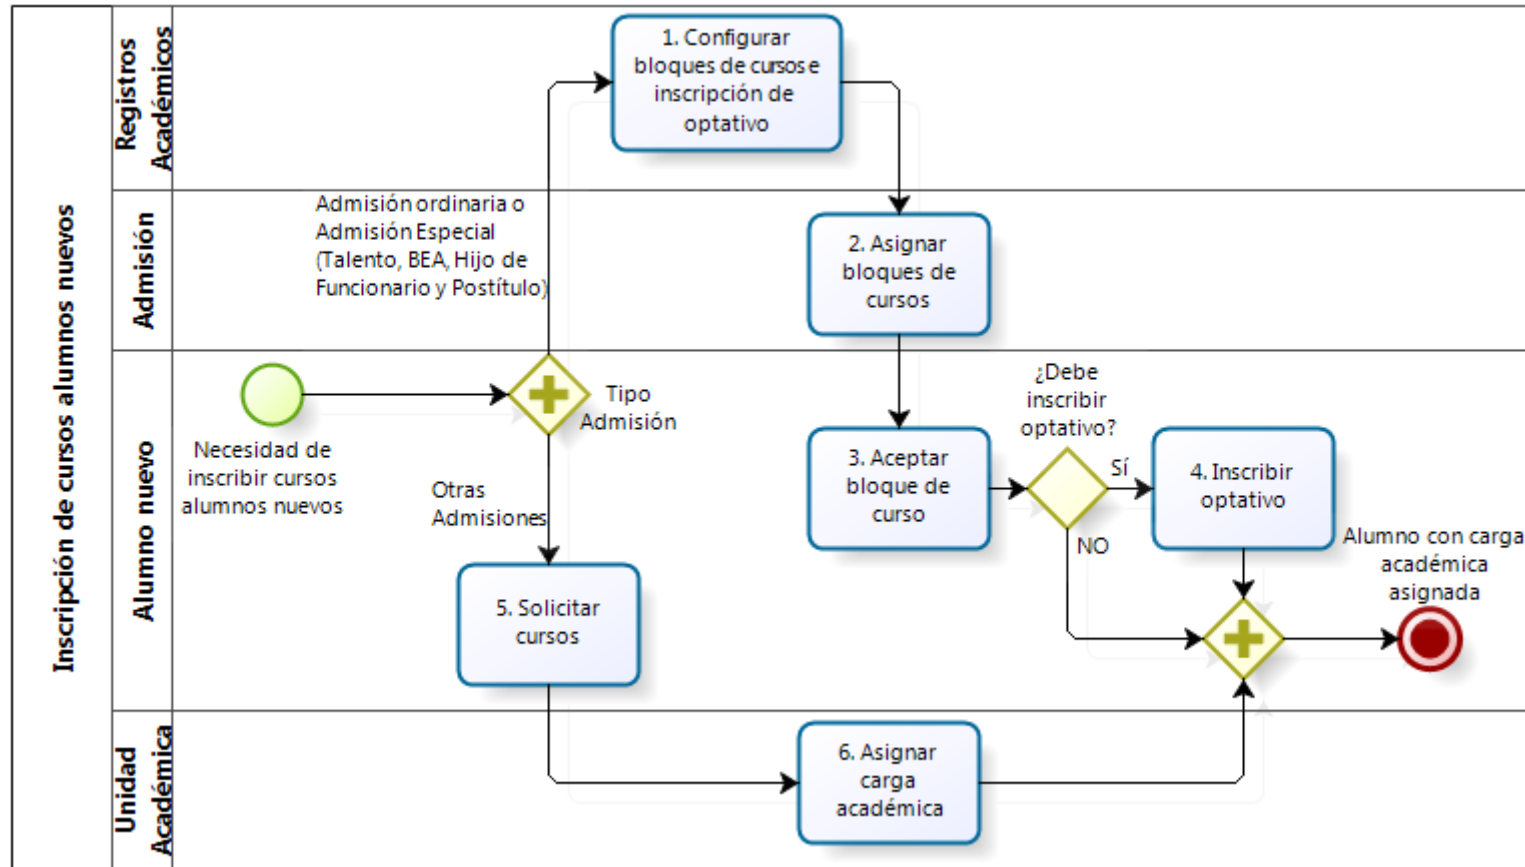 Inscripción de cursos alumnos nuevos
Registros
Académicos
1. Configurar
bloques de cursos e
inscripción de
optativo
Admisión
Admisión ordinaria o
Admisión Especial
(Talento, BEA, Hijo de
Funcionario y Postítulo)
2. Asignar
bloques de
cursos
Alumno nuevo
Necesidad de
inscribir cursos
alumnos nuevos
Tipo
Admisión
Otras
Admisiones
5. Solicitar
cursos
3. Aceptar
bloque de
curso
¿Debe
inscribir
optativo?
Sí
NO
4. Inscribir
optativo
Alumno con carga
académica
asignada
Unidad
Académica
6. Asignar
carga
académica